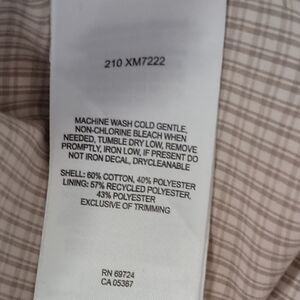 210 XM7222
MACHINE WASH COLD GENTLE,
NON-CHLORINE BLEACH WHEN
NEEDED, TUMBLE DRY LOW, REMOVE
PROMPTLY, IRON LOW, IF PRESENT DO
NOT IRON DECAL, DRYCLEANABLE
SHELL: 60% COTTON, 40% POLYESTER
LINING: 57% RECYCLED POLYESTER,
43% POLYESTER
EXCLUSIVE OF TRIMMING
RN 69724
CA 05367